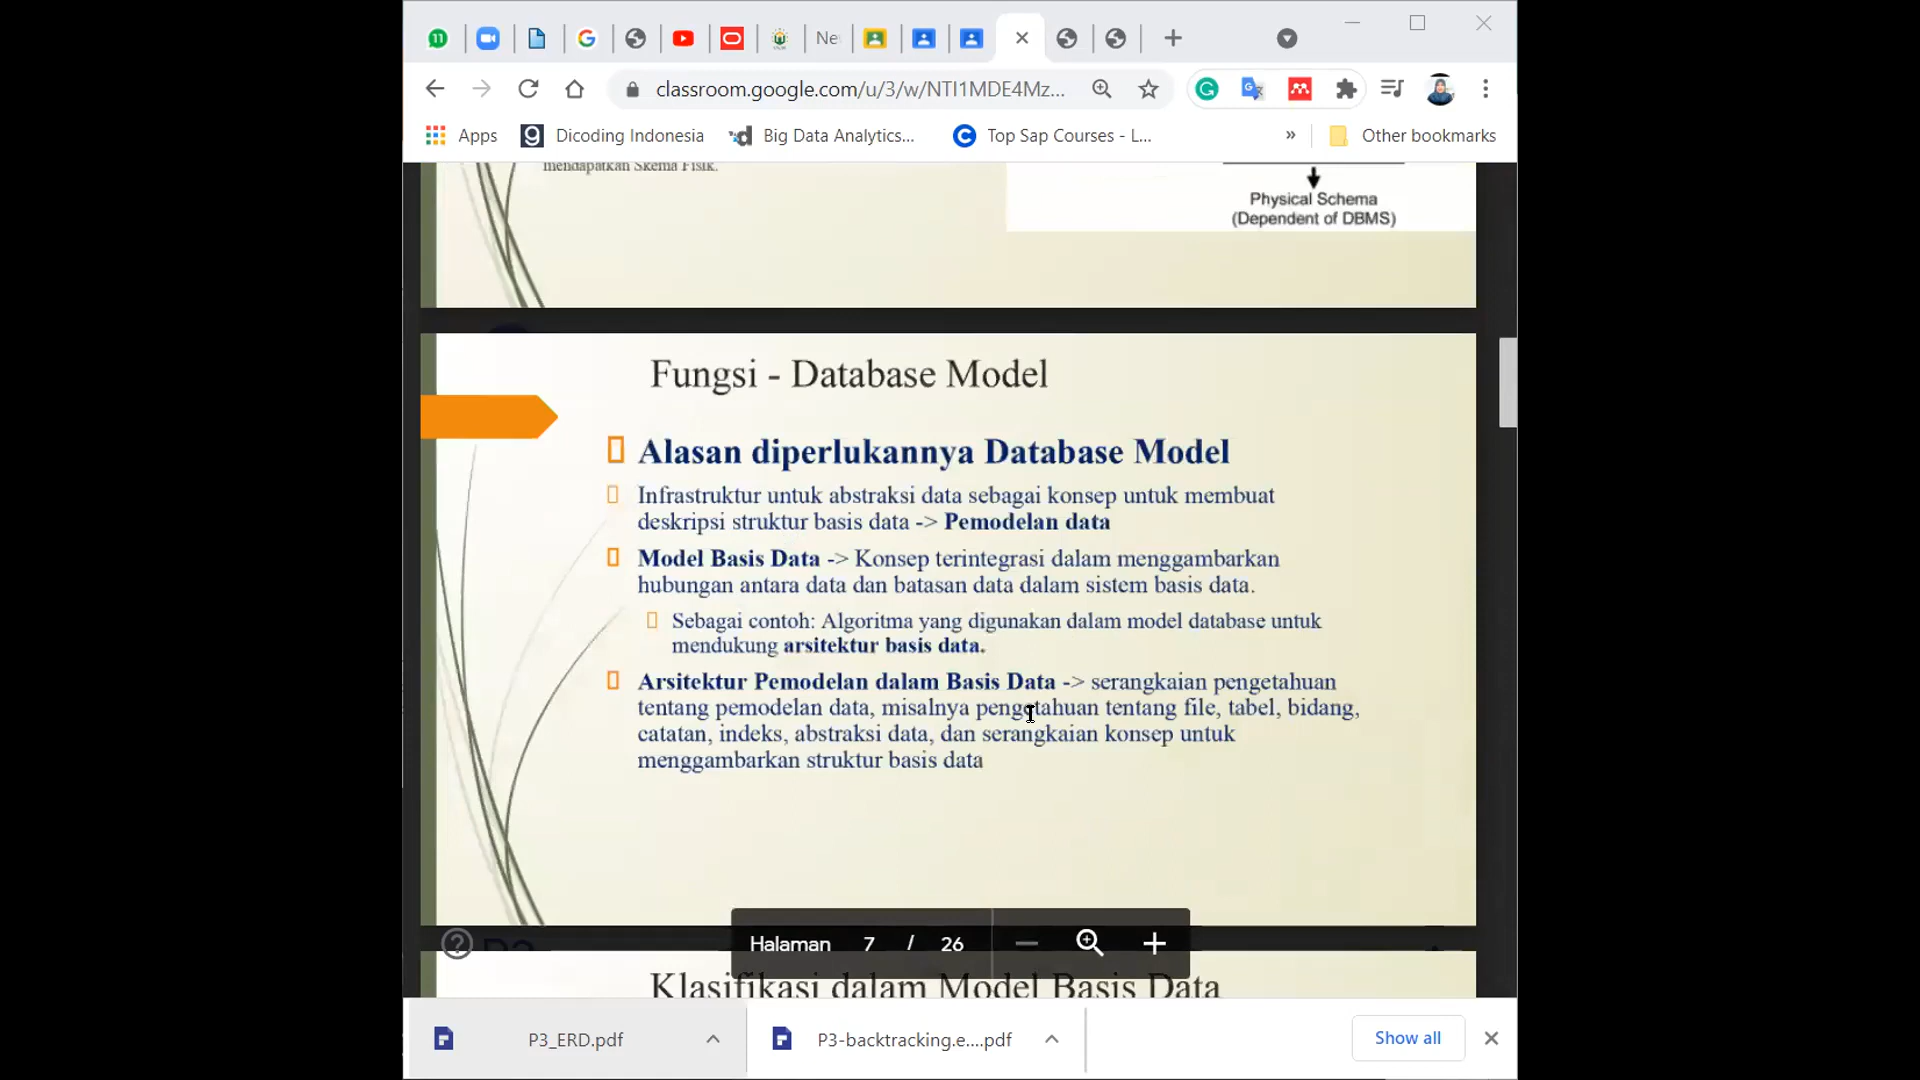 11
Ne
classroom.google.com/u/3/w/NTI1MDE4Mz...
Apps
Dicoding Indonesia
Big Data Analytics...
Top Sap Courses - L...
»
Other bookmarks
mendapatkan Skema Fisik.
Physical Schema
(Dependent of DBMS)
Fungsi - Database Model
Alasan diperlukannya Database Model
Infrastruktur untuk abstraksi data sebagai konsep untuk membuat
deskripsi struktur basis data -> Pemodelan data
Model Basis Data -> Konsep terintegrasi dalam menggambarkan
hubungan antara data dan batasan data dalam sistem basis data.
Sebagai contoh: Algoritma yang digunakan dalam model database untuk
mendukung arsitektur basis data.
Arsitektur Pemodelan dalam Basis Data -> serangkaian pengetahuan
tentang pemodelan data, misalnya pengetahuan tentang file, tabel, bidang,
catatan, indeks, abstraksi data, dan serangkaian konsep untuk
menggambarkan struktur basis data
Halaman 7 / 26
Klasifikasi dalam Model Basis Data
P3_ERD.pdf
P3-backtracking.e....pdf
Show all